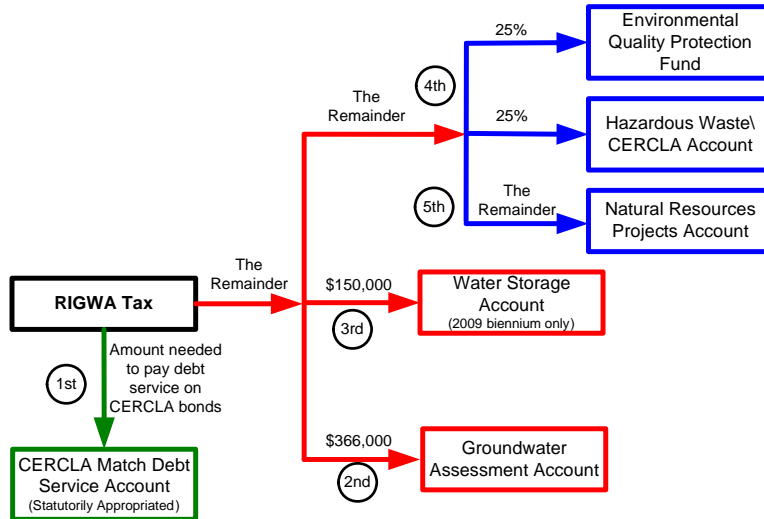 25%
Environmental
Quality Protection
Fund
4th
The
Remainder
25%
Hazardous Waste\
CERCLA Account
5th
The
Remainder
Natural Resources
Projects Account
The
Remainder
$150,000
3rd
Water Storage
Account
(2009 biennium only)
RIGWA Tax
1st
Amount needed
to pay debt
service on
CERCLA bonds
$366,000
2nd
Groundwater
Assessment Account
CERCLA Match Debt
Service Account
(Statutorily Appropriated)